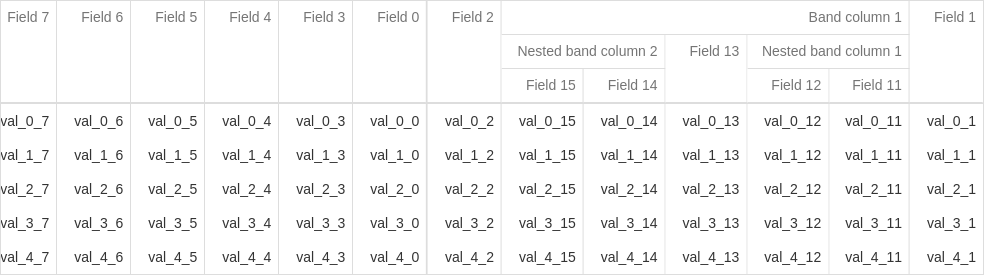 Field 7 Field 6 Field 5 Field 4 Field 3 Field 0 Field 2 Band column 1 Field 1
Nested band column 2 Field 13 Nested band column 1
Field 15 Field 14 Field 12 Field 11
val_0_7 val_0_6 val_0_5 val_0_4 val_0_3 val_0_0 val_0_2 val_0_15 val_0_14 val_0_13 val_0_12 val_0_11 val_0_1
val_1_7 val_1_6 val_1_5 val_1_4 val_1_3 val_1_0 val_1_2 val_1_15 val_1_14 val_1_13 val_1_12 val_1_11 val_1_1
val_2_7 val_2_6 val_2_5 val_2_4 val_2_3 val_2_0 val_2_2 val_2_15 val_2_14 val_2_13 val_2_12 val_2_11 val_2_1
val_3_7 val_3_6 val_3_5 val_3_4 val_3_3 val_3_0 val_3_2 val_3_15 val_3_14 val_3_13 val_3_12 val_3_11 val_3_1
val_4_7 val_4_6 val_4_5 val_4_4 val_4_3 val_4_0 val_4_2 val_4_15 val_4_14 val_4_13 val_4_12 val_4_11 val_4_1